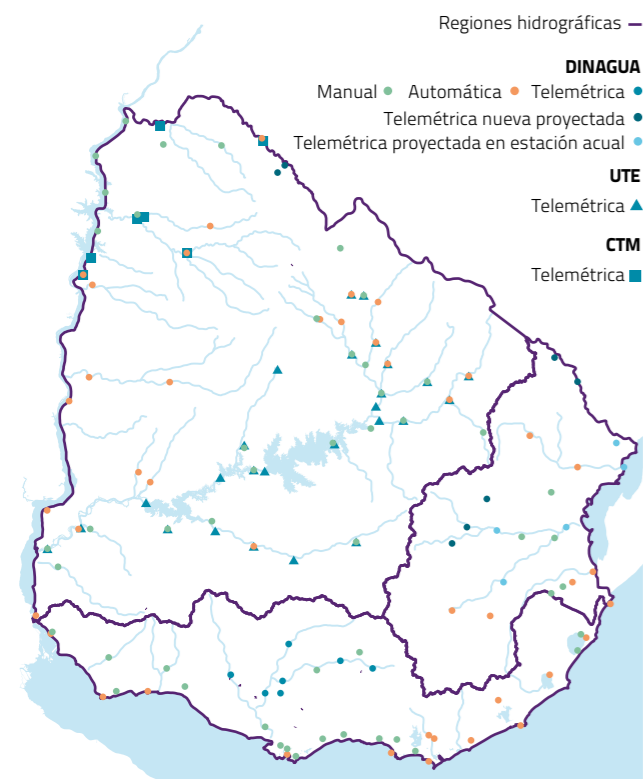 Regiones hidrográficas
DINAGUA
Manual Automática Telemétrica
Telemétrica nueva proyectada
Telemétrica proyectada en estación acual
UTE
Telemétrica
CTM
Telemétrica